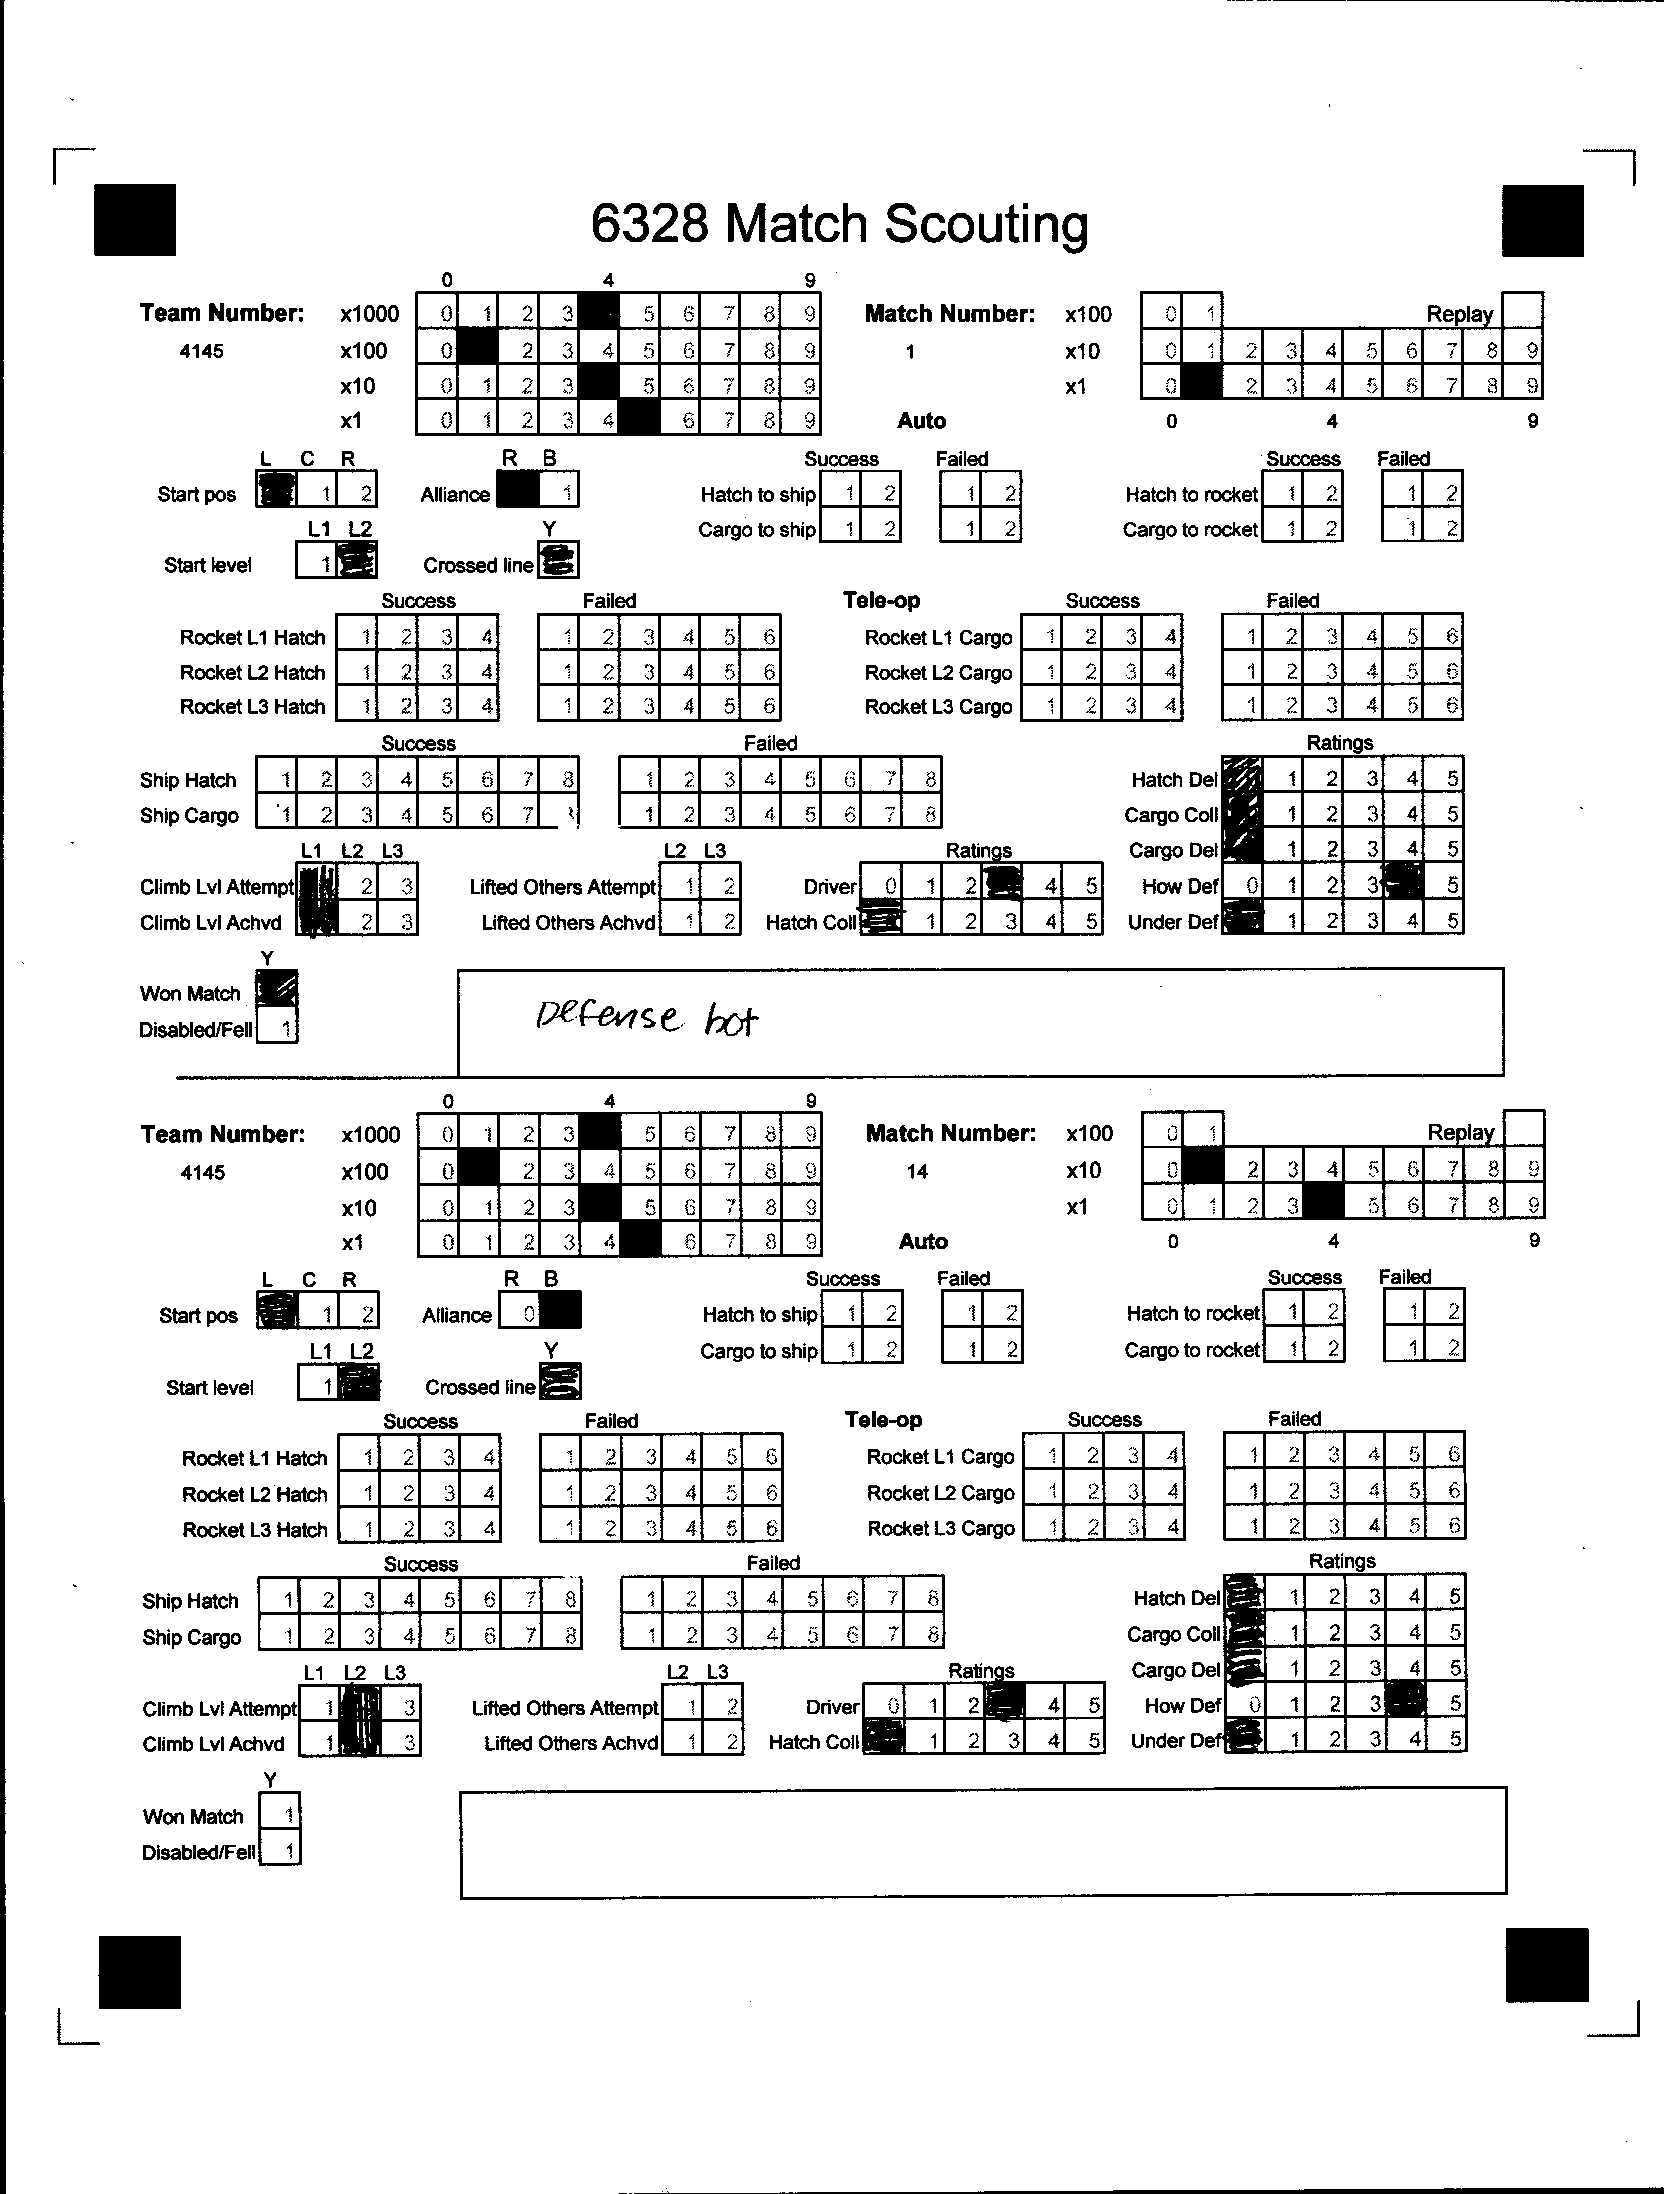 6328 Match Scouting
0 4 9
Team Number: x1000 0 1 2 3 5 6 7 8 9 Match Number: x100 0 1 Replay
4145 x100 0 2 3 4 5 6 7 8 9 1 x10 0 1 2 3 4 5 6 7 8 9
x10 0 1 2 3 5 6 7 8 9 x1 0 2 3 4 5 6 7 8 9
x1 0 1 2 3 4 6 7 8 9 Auto 0 4 9
L C R R B Success Failed Success Failed
Start pos 1 2 Alliance 1 Hatch to ship 1 2 1 2 Hatch to rocket 1 2 1 2
L1 L2 Y Cargo to ship 1 2 1 2 Cargo to rocket 1 2 1 2
Start level 1 Crossed line
Success Failed Tele-op Success Failed
Rocket L1 Hatch 1 2 3 4 1 2 3 4 5 6 Rocket L1 Cargo 1 2 3 4 1 2 3 4 5 6
Rocket L2 Hatch 1 2 3 4 1 2 3 4 5 6 Rocket L2 Cargo 1 2 3 4 1 2 3 4 5 6
Rocket L3 Hatch 1 2 3 4 1 2 3 4 5 6 Rocket L3 Cargo 1 2 3 4 1 2 3 4 5 6
Success Failed Ratings
Ship Hatch 1 2 3 4 5 6 7 8 1 2 3 4 5 6 7 8 Hatch Del 1 2 3 4 5
Ship Cargo 1 2 3 4 5 6 7 1 2 3 4 5 6 7 8 Cargo Coll 1 2 3 4 5
L1 L2 L3 L2 L3 Ratings Cargo Del 1 2 3 4 5
Climb Lvl Attempt 2 3 Lifted Others Attempt 1 2 Driver 0 1 2 4 5 How Def 0 1 2 3 5
Climb Lvl Achvd 2 3 Lifted Others Achvd 1 2 Hatch Coll 1 2 3 4 5 Under Def 1 2 3 4 5
Y
Won Match
Disabled/Fell 1
Defense bot
0 4 9
Team Number: x1000 0 1 2 3 5 6 7 8 9 Match Number: x100 0 1 Replay
4145 x100 0 2 3 4 5 6 7 8 9 14 x10 0 2 3 4 5 6 7 8 9
x10 0 1 2 3 5 6 7 8 9 x1 0 1 2 3 5 6 7 8 9
x1 0 1 2 3 4 6 7 8 9 Auto 0 4 9
L C R R B Success Failed Success Failed
Start pos 1 2 Alliance 0 Hatch to ship 1 2 1 2 Hatch to rocket 1 2 1 2
L1 L2 Y Cargo to ship 1 2 1 2 Cargo to rocket 1 2 1 2
Start level 1 Crossed line
Success Failed Tele-op Success Failed
Rocket L1 Hatch 1 2 3 4 1 2 3 4 5 6 Rocket L1 Cargo 1 2 3 4 1 2 3 4 5 6
Rocket L2 Hatch 1 2 3 4 1 2 3 4 5 6 Rocket L2 Cargo 1 2 3 4 1 2 3 4 5 6
Rocket L3 Hatch 1 2 3 4 1 2 3 4 5 6 Rocket L3 Cargo 1 2 3 4 1 2 3 4 5 6
Success Failed Ratings
Ship Hatch 1 2 3 4 5 6 7 8 1 2 3 4 5 6 7 8 Hatch Del 1 2 3 4 5
Ship Cargo 1 2 3 4 5 6 7 8 1 2 3 4 5 6 7 8 Cargo Coll 1 2 3 4 5
L1 L2 L3 L2 L3 Ratings Cargo Del 1 2 3 4 5
Climb Lvl Attempt 1 3 Lifted Others Attempt 1 2 Driver 0 1 2 4 5 How Def 0 1 2 3 5
Climb Lvl Achvd 1 3 Lifted Others Achvd 1 2 Hatch Coll 1 2 3 4 5 Under Def 1 2 3 4 5
Y
Won Match 1
Disabled/Fell 1